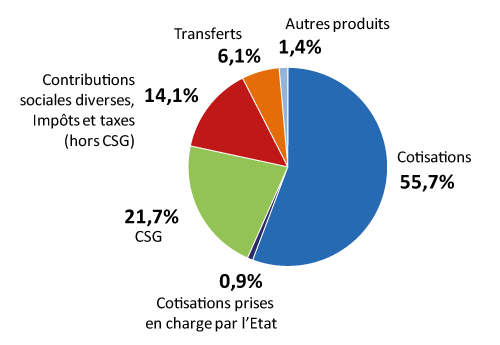 Transferts
6,1%
Autres produits
1,4%
Contributions
sociales diverses,
Impôts et taxes
(hors CSG)
14,1%
Cotisations
55,7%
21,7%
CSG
0,9%
Cotisations prises
en charge par l'Etat